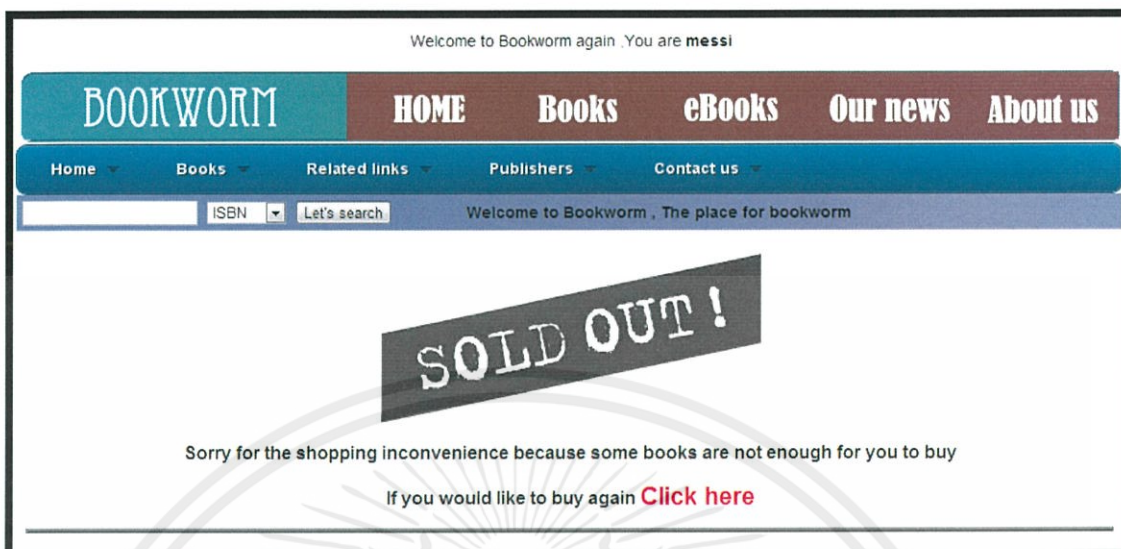 Welcome to Bookworm again ,You are messi
BOOKWORM HOME Books eBooks Our news About us
Home Books Related links Publishers Contact us
ISBN Let's search Welcome to Bookworm , The place for bookworm
SOLD OUT!
Sorry for the shopping inconvenience because some books are not enough for you to buy
If you would like to buy again Click here